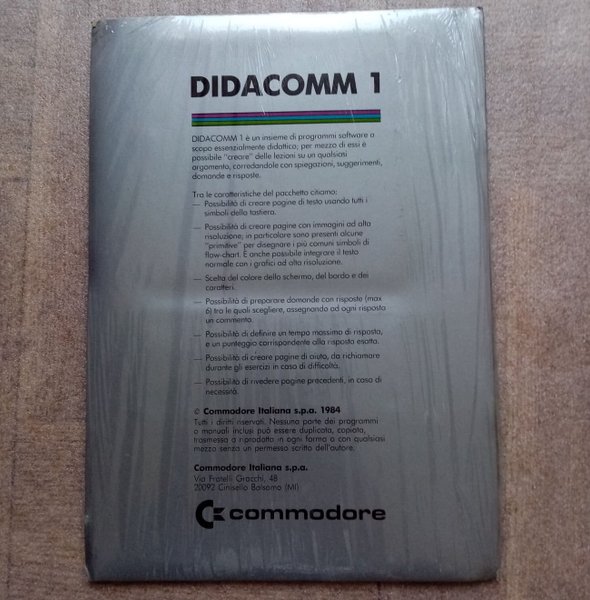 DIDACOMM 1
DIDACOMM 1 è un insieme di programmi software a
scopo essenzialmente didattico; per mezzo di essi è
possibile "creare" delle lezioni su un qualsiasi
argomento, corredandole con spiegazioni, suggerimenti,
domande e risposte.
Tra le caratteristiche del pacchetto citiamo:
— Possibilità di creare pagine di testo usando tutti i
simboli della tastiera.
— Possibilità di creare pagine con immagini ad alta
risoluzione; in particolare sono presenti alcune
"primitive" per disegnare i più comuni simboli di
flow-chart. È anche possibile integrare il testo
normale con i grafici ad alta risoluzione.
— Scelta del colore dello schermo, del bordo e dei
caratteri.
— Possibilità di preparare domande con risposte (max
6) tra le quali scegliere, assegnando ad ogni risposta
un commento.
— Possibilità di definire un tempo massimo di risposta,
e un punteggio corrispondente alla risposta esatta.
— Possibilità di creare pagine di aiuto, da richiamare
durante gli esercizi in caso di difficoltà.
— Possibilità di rivedere pagine precedenti, in caso di
necessità.
© Commodore Italiana s.p.a. 1984
Tutti i diritti riservati. Nessuna parte dei programmi
o manuali inclusi può essere duplicata, copiata,
trasmessa o riprodotta in ogni forma o con qualsiasi
mezzo senza un permesso scritto dell'autore.
Commodore Italiana s.p.a.
Via Fratelli Gracchi, 48
20092 Cinisello Balsamo (MI)
commodore